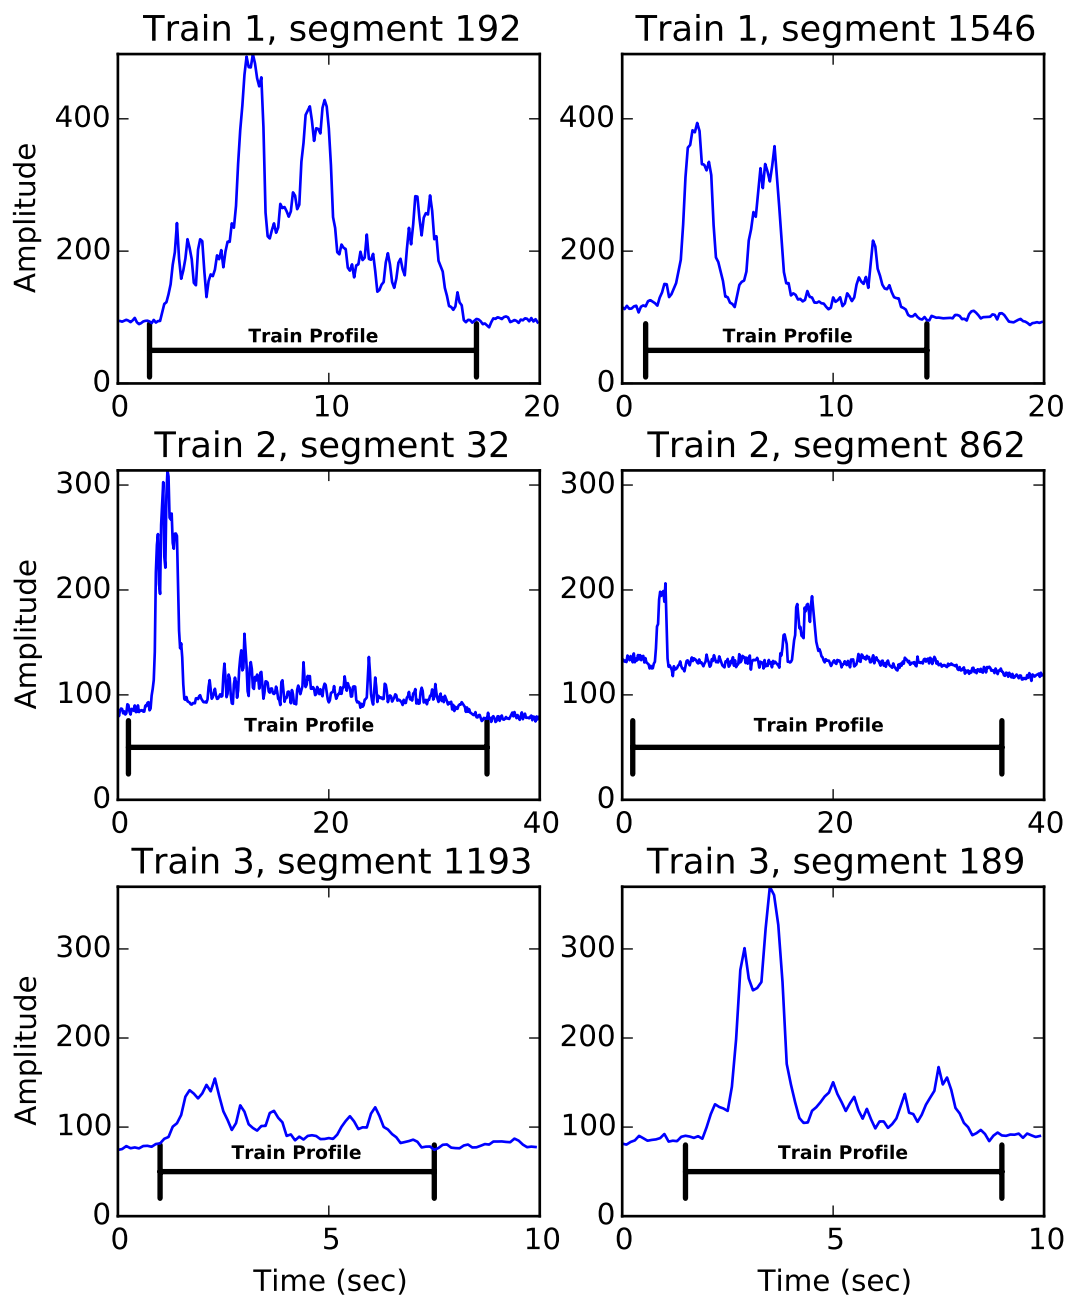 Train 1, segment 192
Train 1, segment 1546
Amplitude
400
200
0
Train Profile
0 10 20
400
200
0
Train Profile
0 10 20
Train 2, segment 32
Train 2, segment 862
Amplitude
300
200
100
0
Train Profile
0 20 40
300
200
100
0
Train Profile
0 20 40
Train 3, segment 1193
Train 3, segment 189
Amplitude
300
200
100
0
Train Profile
0 5 10
Time (sec)
300
200
100
0
Train Profile
0 5 10
Time (sec)